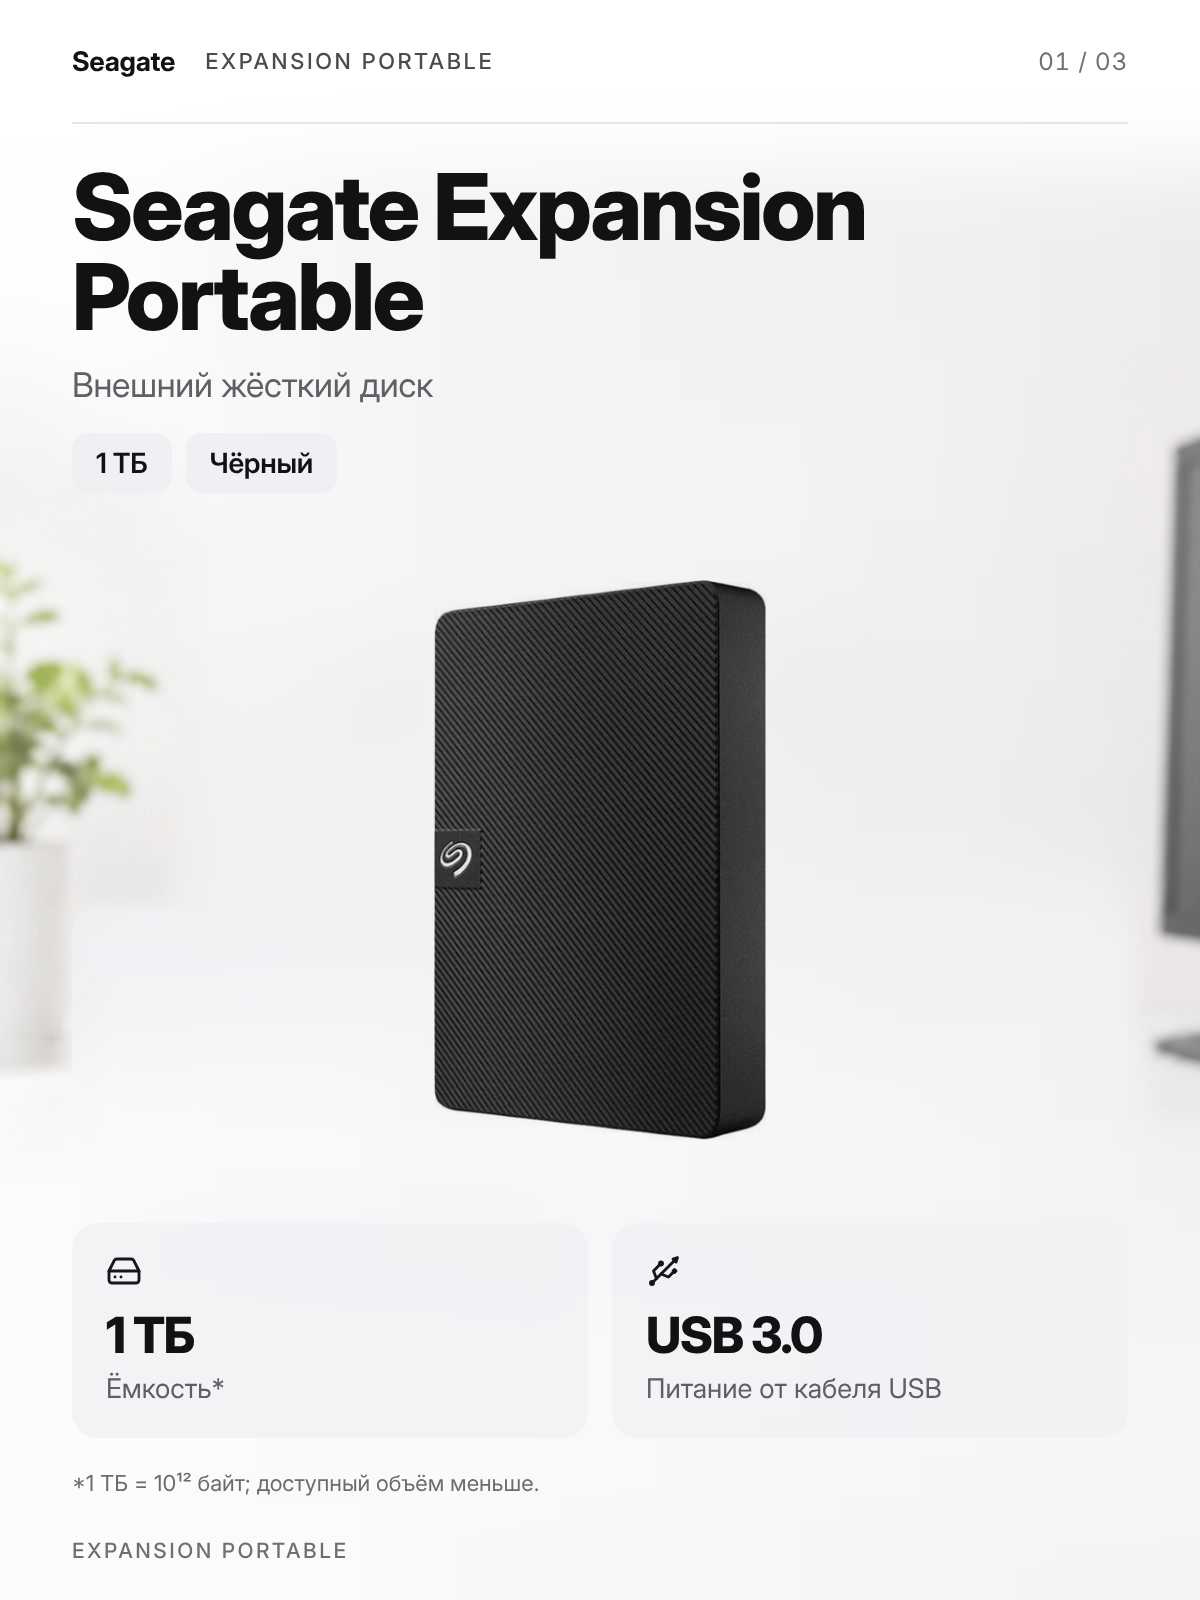 Seagate EXPANSION PORTABLE 01 / 03
Seagate Expansion
Portable
Внешний жёсткий диск
1 ТБ Чёрный
1 ТБ
Ёмкость*
USB 3.0
Питание от кабеля USB
*1 ТБ = 10¹² байт; доступный объём меньше.
EXPANSION PORTABLE